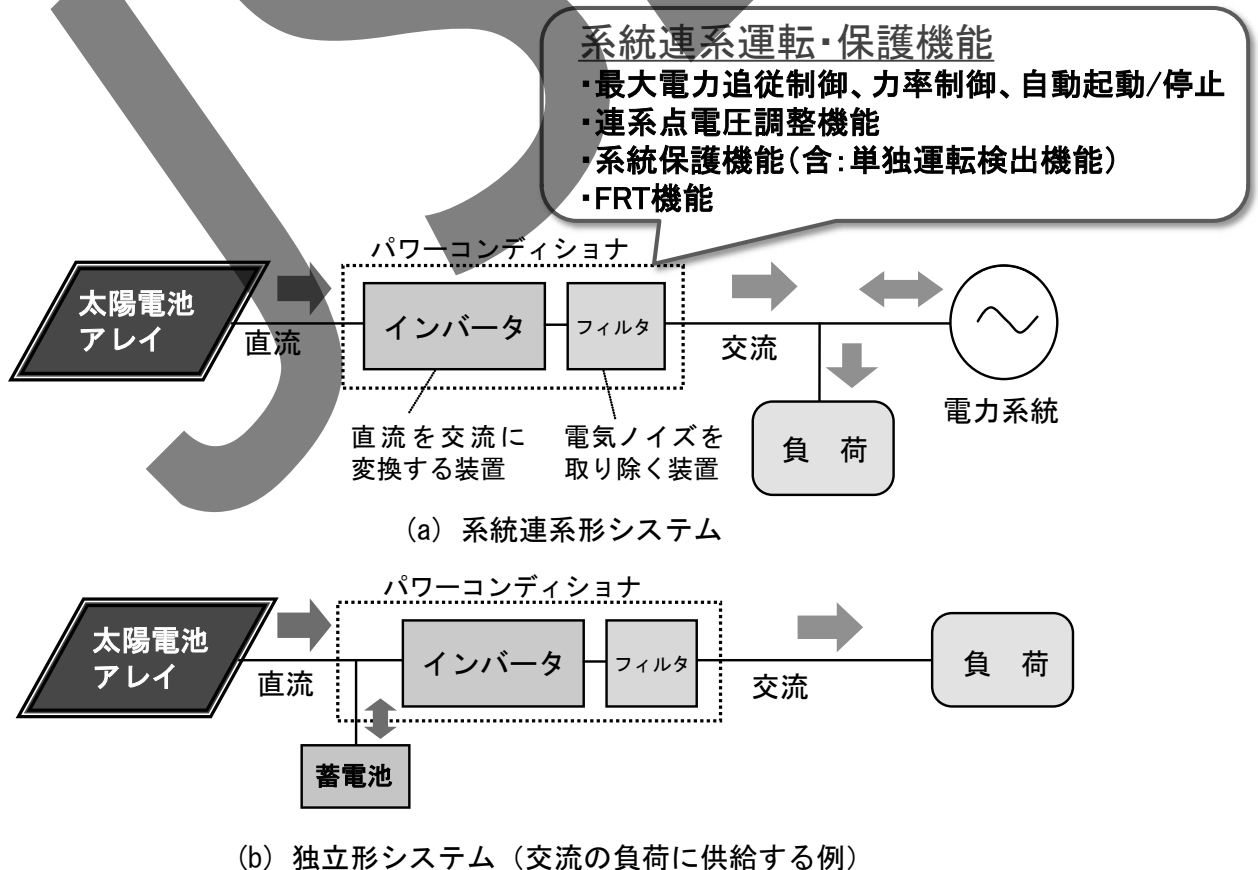 系統連系運転・保護機能
・最大電力追従制御、力率制御、自動起動/停止
・連系点電圧調整機能
・系統保護機能(含:単独運転検出機能)
・FRT機能
パワーコンディショナ
太陽電池
アレイ
直流
インバータ
フィルタ
交流
電力系統
負 荷
直流を交流に
変換する装置
電気ノイズを
取り除く装置
(a) 系統連系形システム
パワーコンディショナ
太陽電池
アレイ
直流
インバータ
フィルタ
交流
負 荷
蓄電池
(b) 独立形システム(交流の負荷に供給する例)